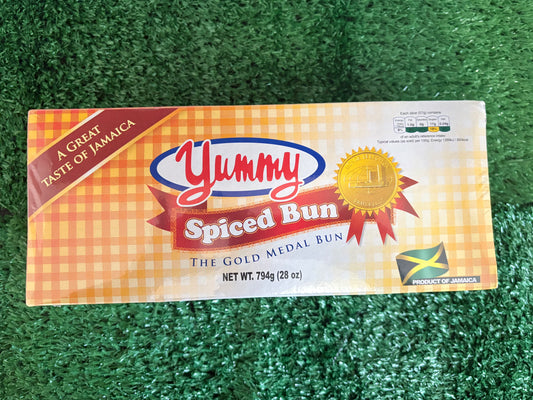 A GREAT
TASTE OF JAMAICA
Yummy
Spiced Bun
THE GOLD MEDAL BUN
NET WT. 794g (28 oz)
PRODUCT OF JAMAICA